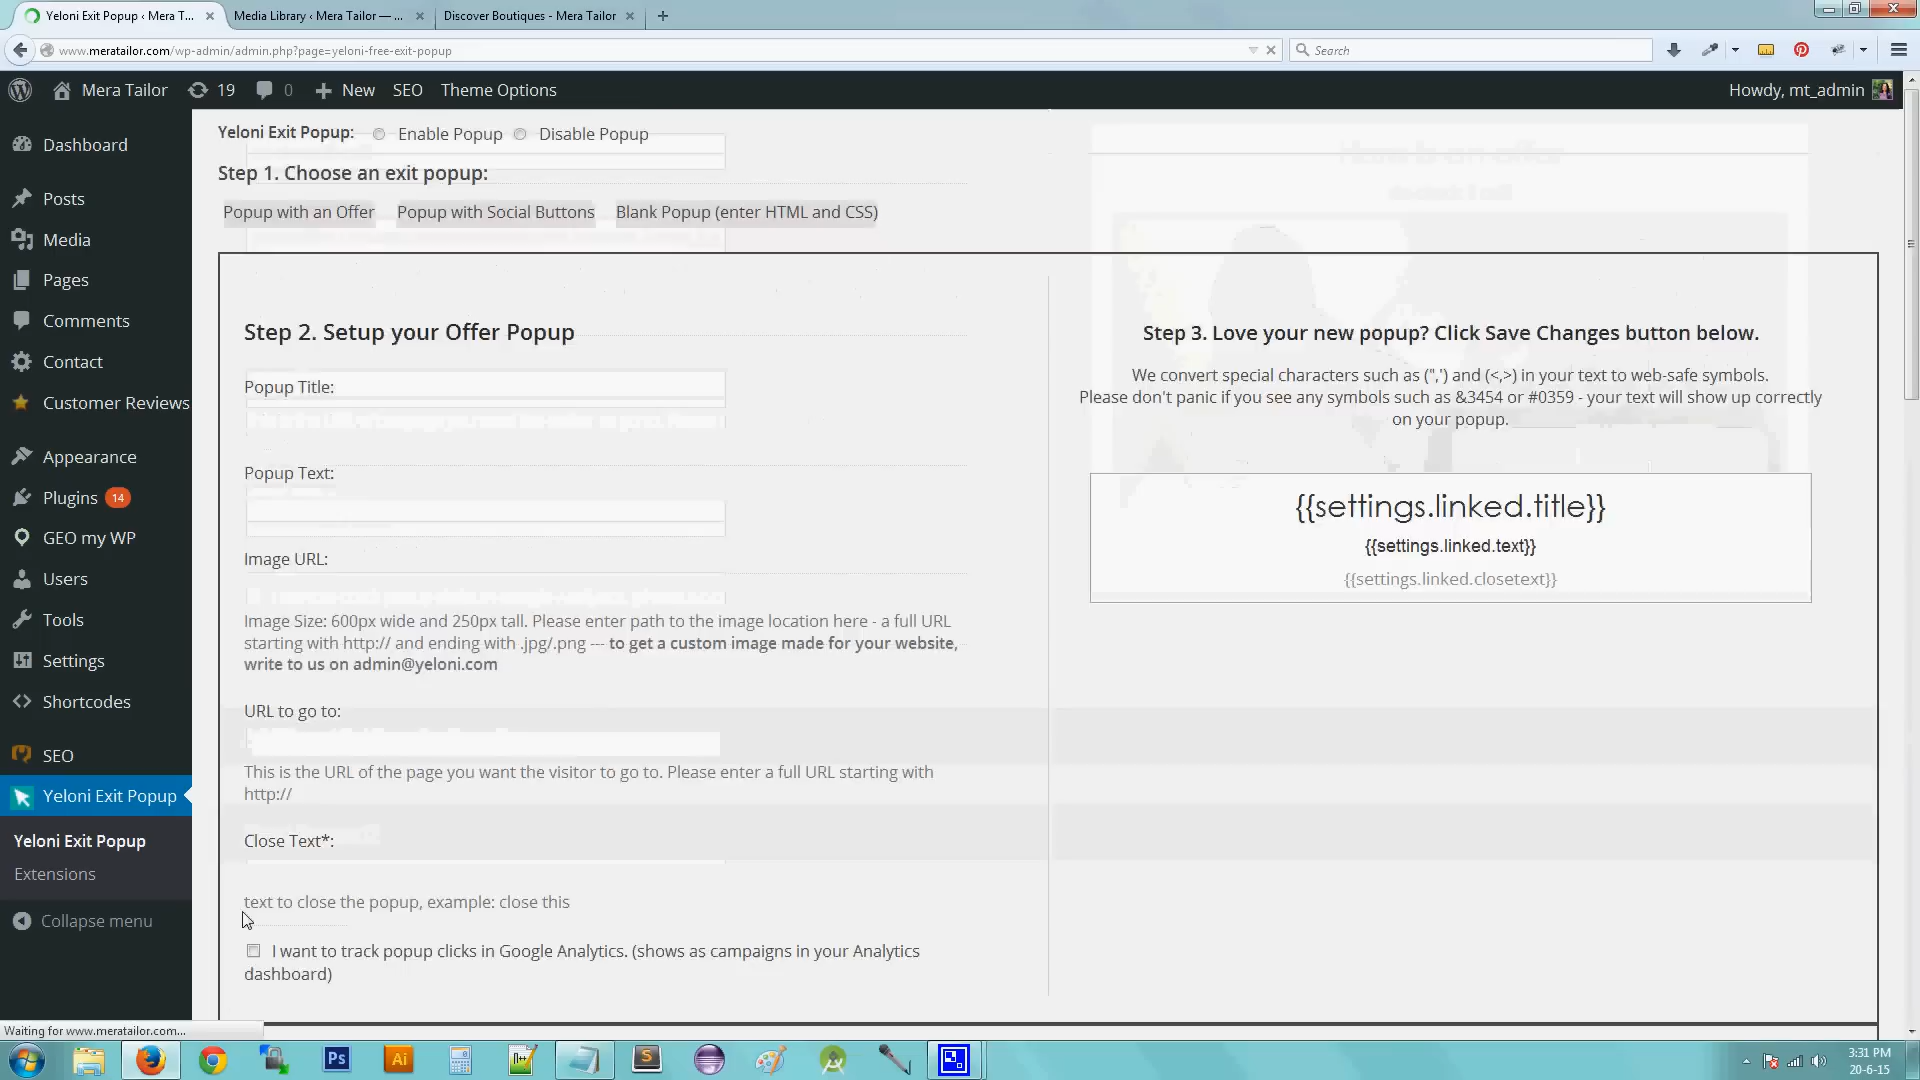 Yeloni Exit Popup ‹ Mera T...
Media Library ‹ Mera Tailor — ...
Discover Boutiques - Mera Tailor
www.meratailor.com/wp-admin/admin.php?page=yeloni-free-exit-popup
Search
Mera Tailor
19
0
New
SEO
Theme Options
Howdy, mt_admin
Dashboard
Posts
Media
Pages
Comments
Contact
Customer Reviews
Appearance
Plugins 14
GEO my WP
Users
Tools
Settings
Shortcodes
SEO
Yeloni Exit Popup
Yeloni Exit Popup
Extensions
Collapse menu
Yeloni Exit Popup: Enable Popup Disable Popup
Step 1. Choose an exit popup:
Popup with an Offer
Popup with Social Buttons
Blank Popup (enter HTML and CSS)
Step 2. Setup your Offer Popup
Popup Title:
Popup Text:
Image URL:
Image Size: 600px wide and 250px tall. Please enter path to the image location here - a full URL
starting with http:// and ending with .jpg/.png --- to get a custom image made for your website,
write to us on admin@yeloni.com
URL to go to:
This is the URL of the page you want the visitor to go to. Please enter a full URL starting with
http://
Close Text*:
text to close the popup, example: close this
I want to track popup clicks in Google Analytics. (shows as campaigns in your Analytics
dashboard)
Here is an offer
Step 3. Love your new popup? Click Save Changes button below.
We convert special characters such as (",') and (<,>) in your text to web-safe symbols.
Please don't panic if you see any symbols such as &3454 or #0359 - your text will show up correctly
on your popup.
{{settings.linked.title}}
{{settings.linked.text}}
{{settings.linked.closetext}}
Waiting for www.meratailor.com...
Ps
Ai
S
3:31 PM
20-6-15